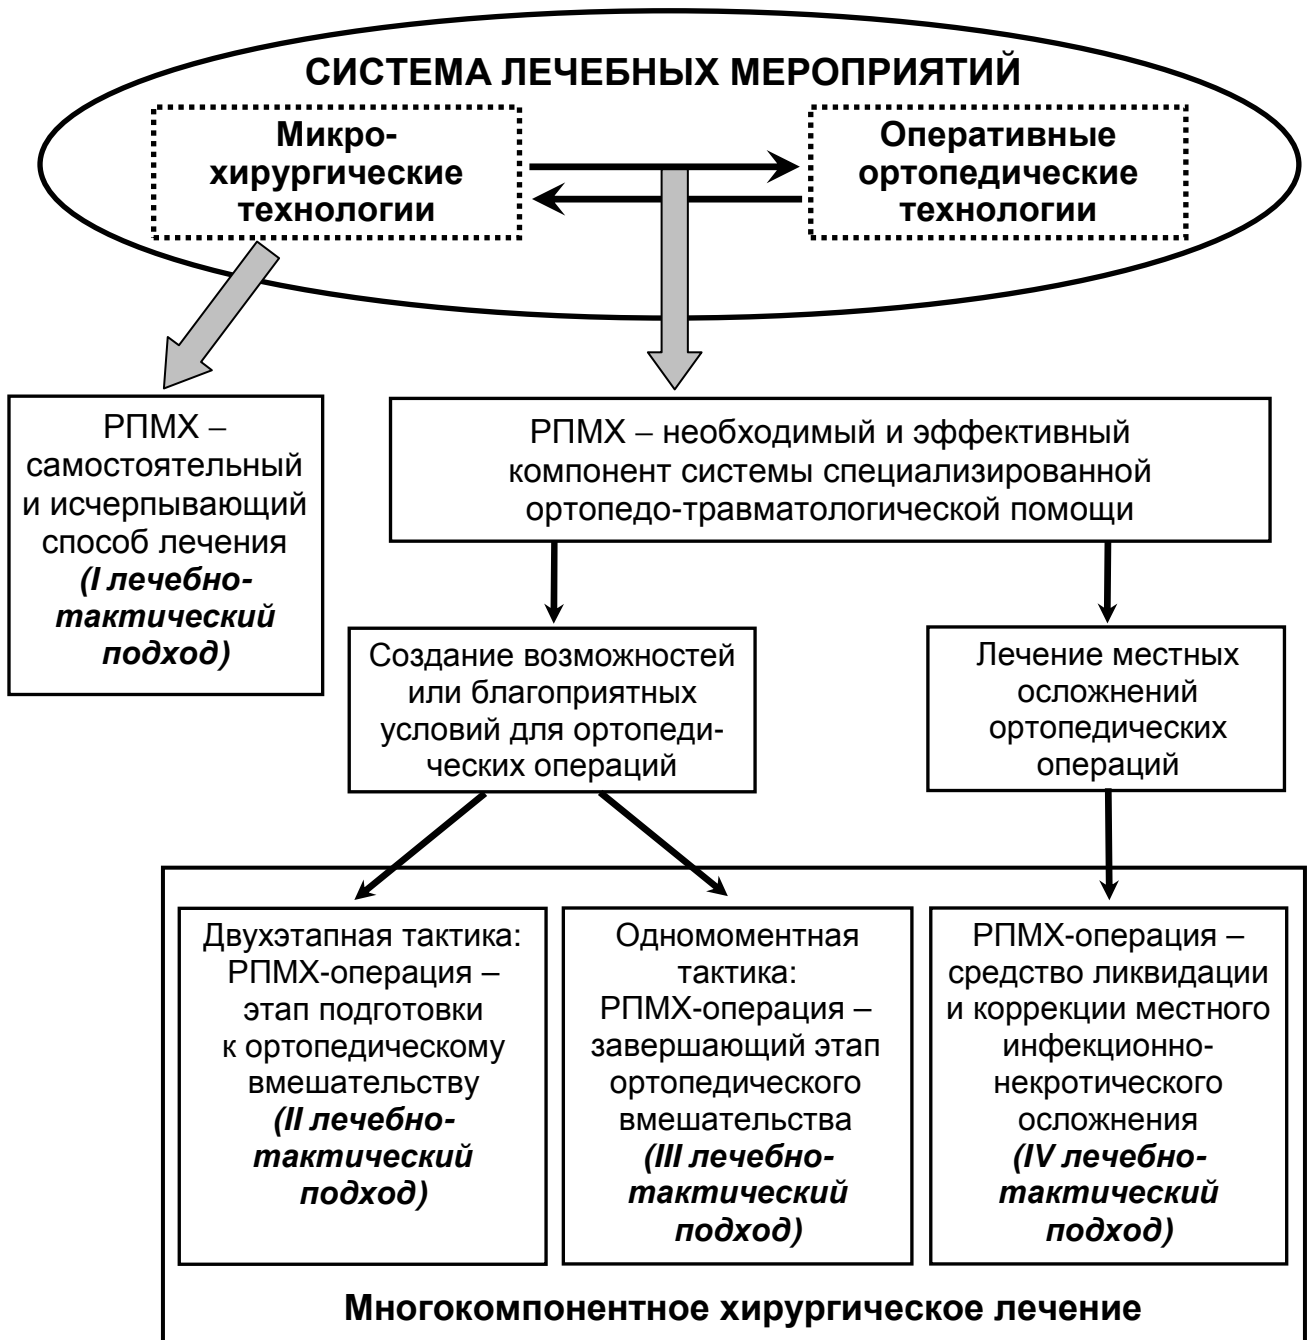 СИСТЕМА ЛЕЧЕБНЫХ МЕРОПРИЯТИЙ
Микро-
хирургические
технологии
Оперативные
ортопедические
технологии
РПМХ –
самостоятельный
и исчерпывающий
способ лечения
(I лечебно-
тактический
подход)
РПМХ – необходимый и эффективный
компонент системы специализированной
ортопедо-травматологической помощи
Создание возможностей
или благоприятных
условий для ортопеди-
ческих операций
Лечение местных
осложнений
ортопедических
операций
Двухэтапная тактика:
РПМХ-операция –
этап подготовки
к ортопедическому
вмешательству
(II лечебно-
тактический
подход)
Одномоментная
тактика:
РПМХ-операция –
завершающий этап
ортопедического
вмешательства
(III лечебно-
тактический
подход)
РПМХ-операция –
средство ликвидации
и коррекции местного
инфекционно-
некротического
осложнения
(IV лечебно-
тактический
подход)
Многокомпонентное хирургическое лечение